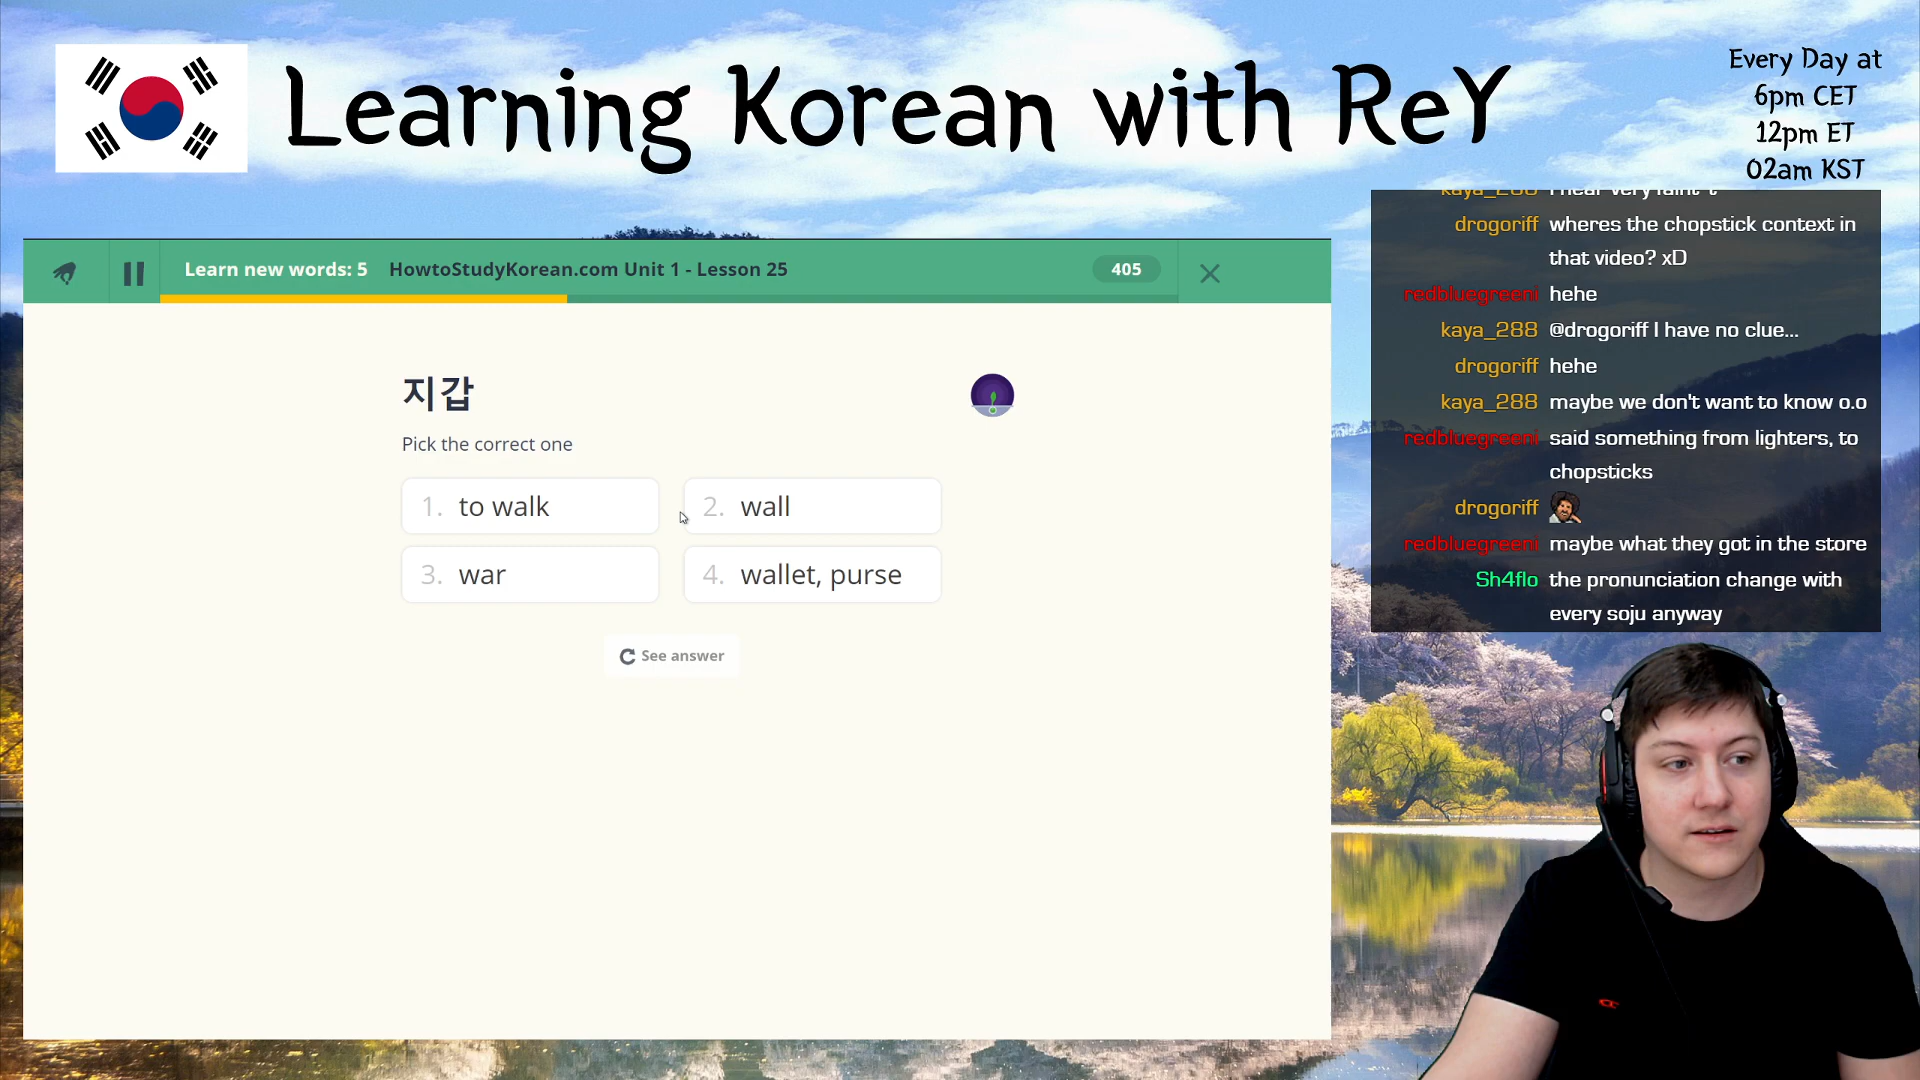 Learning Korean with ReY
Every Day at
6pm CET
12pm ET
02am KST
Learn new words: 5 HowtoStudyKorean.com Unit 1 - Lesson 25
405
지갑
Pick the correct one
1. to walk
2. wall
3. war
4. wallet, purse
See answer
kaya_288 I hear very faint t
drogoriff wheres the chopstick context in
that video? xD
redbluegreeni hehe
kaya_288 @drogoriff I have no clue...
drogoriff hehe
kaya_288 maybe we don't want to know o.o
redbluegreeni said something from lighters, to
chopsticks
drogoriff
redbluegreeni maybe what they got in the store
Sh4flo the pronunciation change with
every soju anyway